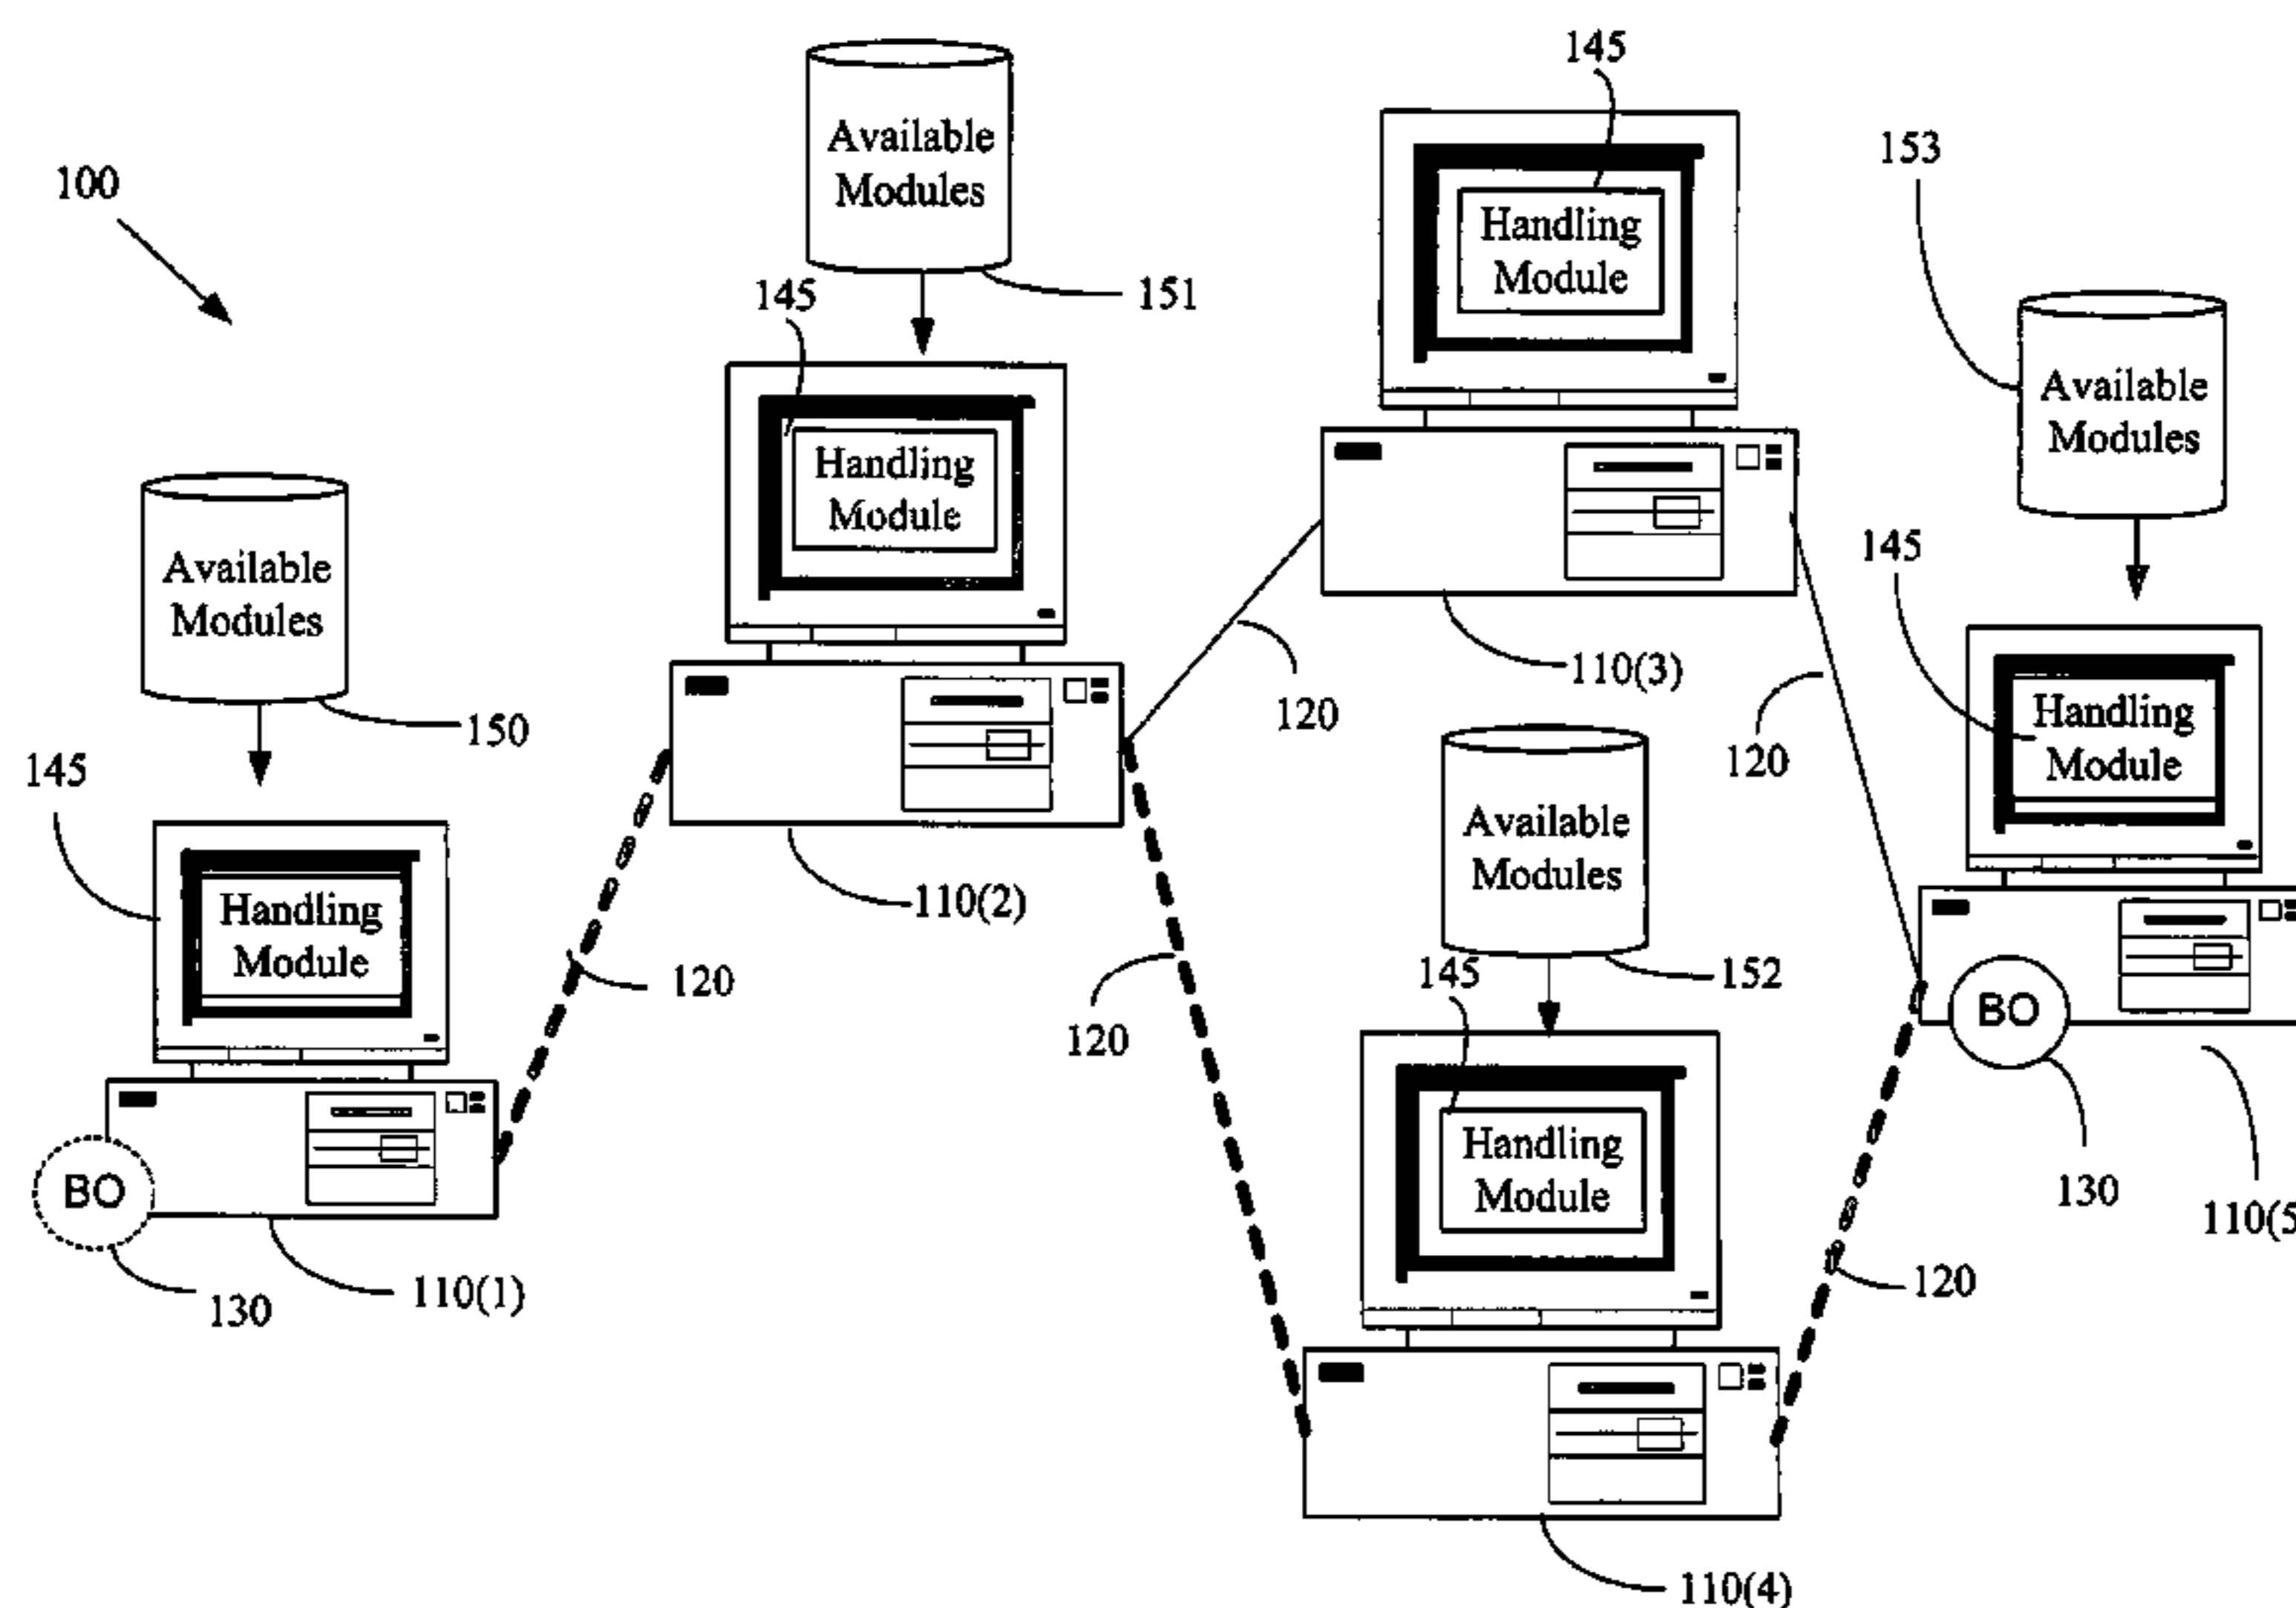 100
Available
Modules
150
145
Handling
Module
BO
130
110(1)
120
Available
Modules
151
145
Handling
Module
110(2)
120
120
145
Handling
Module
110(3)
120
Available
Modules
152
145
Handling
Module
110(4)
120
153
Available
Modules
145
Handling
Module
BO
130
110(5